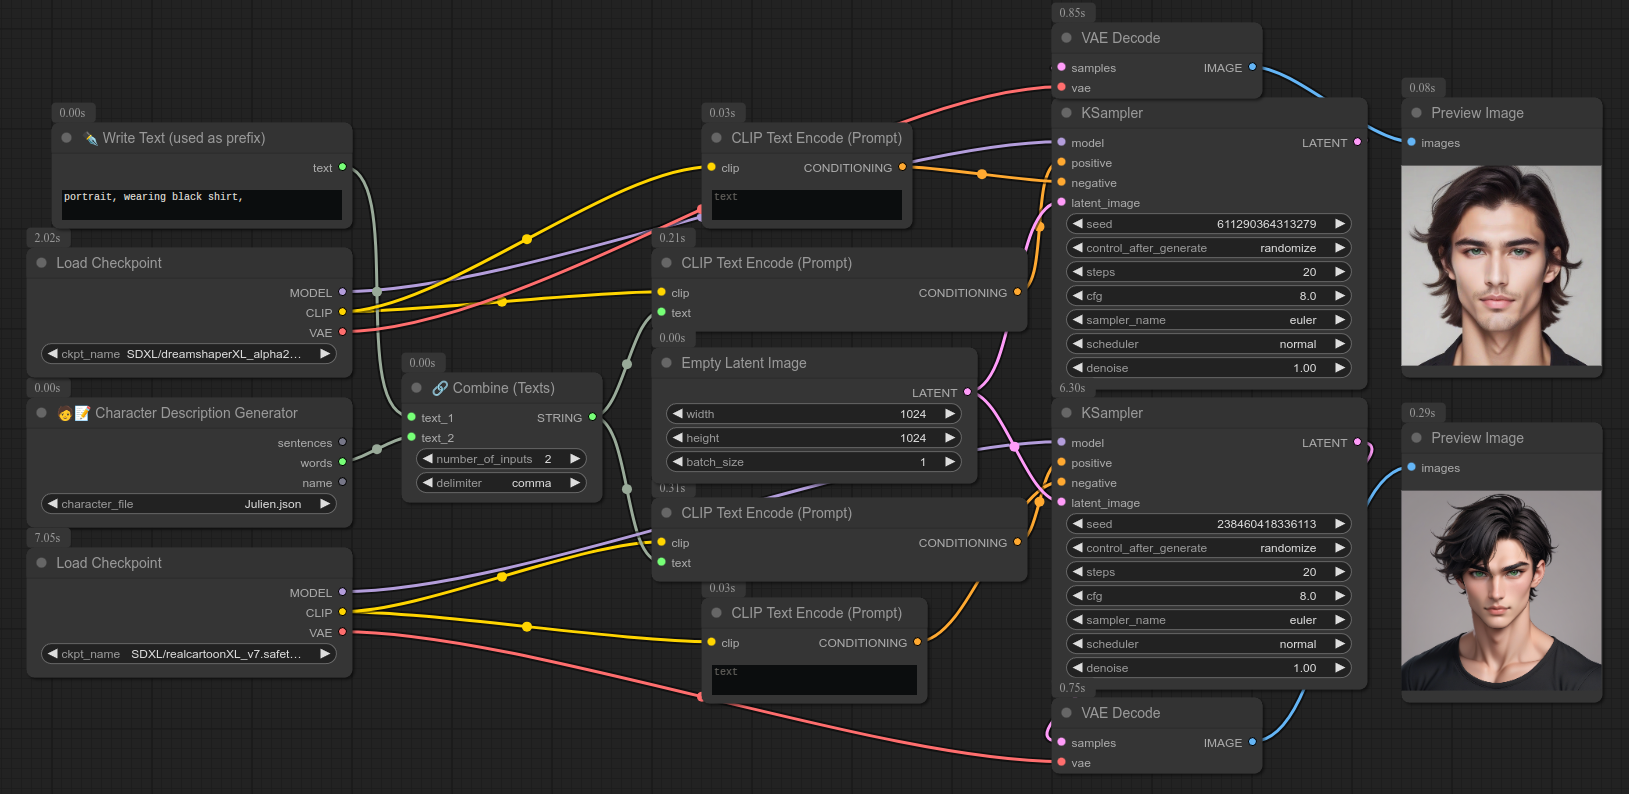 0.00s
✒️ Write Text (used as prefix)
text
portrait, wearing black shirt,
2.02s
Load Checkpoint
MODEL
CLIP
VAE
ckpt_name SDXL/dreamshaperXL_alpha2...
0.00s
🧑📝 Character Description Generator
sentences
words
name
character_file Julien.json
7.05s
Load Checkpoint
MODEL
CLIP
VAE
ckpt_name SDXL/realcartoonXL_v7.safet...
0.00s
🔗 Combine (Texts)
text_1 STRING
text_2
number_of_inputs 2
delimiter comma
0.03s
CLIP Text Encode (Prompt)
clip CONDITIONING
text
0.21s
CLIP Text Encode (Prompt)
clip CONDITIONING
text
0.00s
Empty Latent Image
LATENT
width 1024
height 1024
batch_size 1
0.31s
CLIP Text Encode (Prompt)
clip CONDITIONING
text
0.03s
CLIP Text Encode (Prompt)
clip CONDITIONING
text
0.85s
VAE Decode
samples IMAGE
vae
KSampler
model LATENT
positive
negative
latent_image
seed 611290364313279
control_after_generate randomize
steps 20
cfg 8.0
sampler_name euler
scheduler normal
denoise 1.00
6.30s
KSampler
model LATENT
positive
negative
latent_image
seed 238460418336113
control_after_generate randomize
steps 20
cfg 8.0
sampler_name euler
scheduler normal
denoise 1.00
0.75s
VAE Decode
samples IMAGE
vae
0.08s
Preview Image
images
0.29s
Preview Image
images